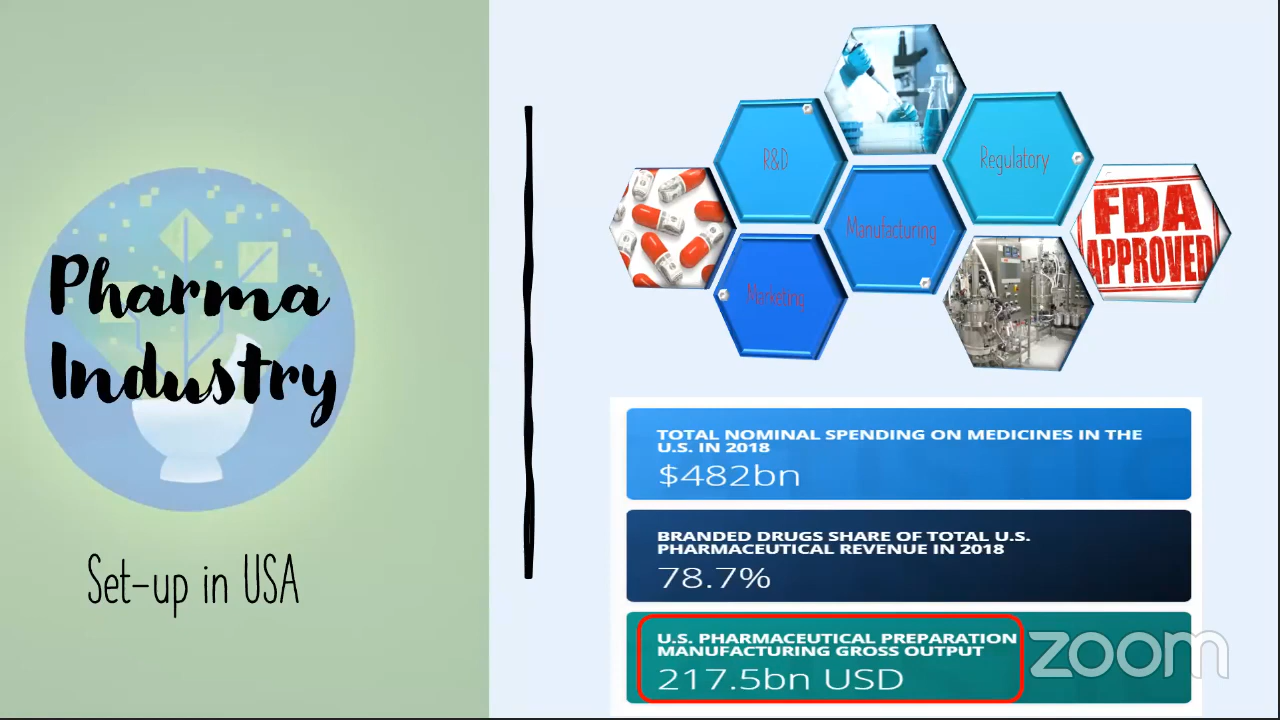 Pharma
Industry
Set-up in USA
R&D
Regulatory
Manufacturing
Marketing
FDA
APPROVED
TOTAL NOMINAL SPENDING ON MEDICINES IN THE
U.S. IN 2018
$482bn
BRANDED DRUGS SHARE OF TOTAL U.S.
PHARMACEUTICAL REVENUE IN 2018
78.7%
U.S. PHARMACEUTICAL PREPARATION
MANUFACTURING GROSS OUTPUT
217.5bn USD
zoom